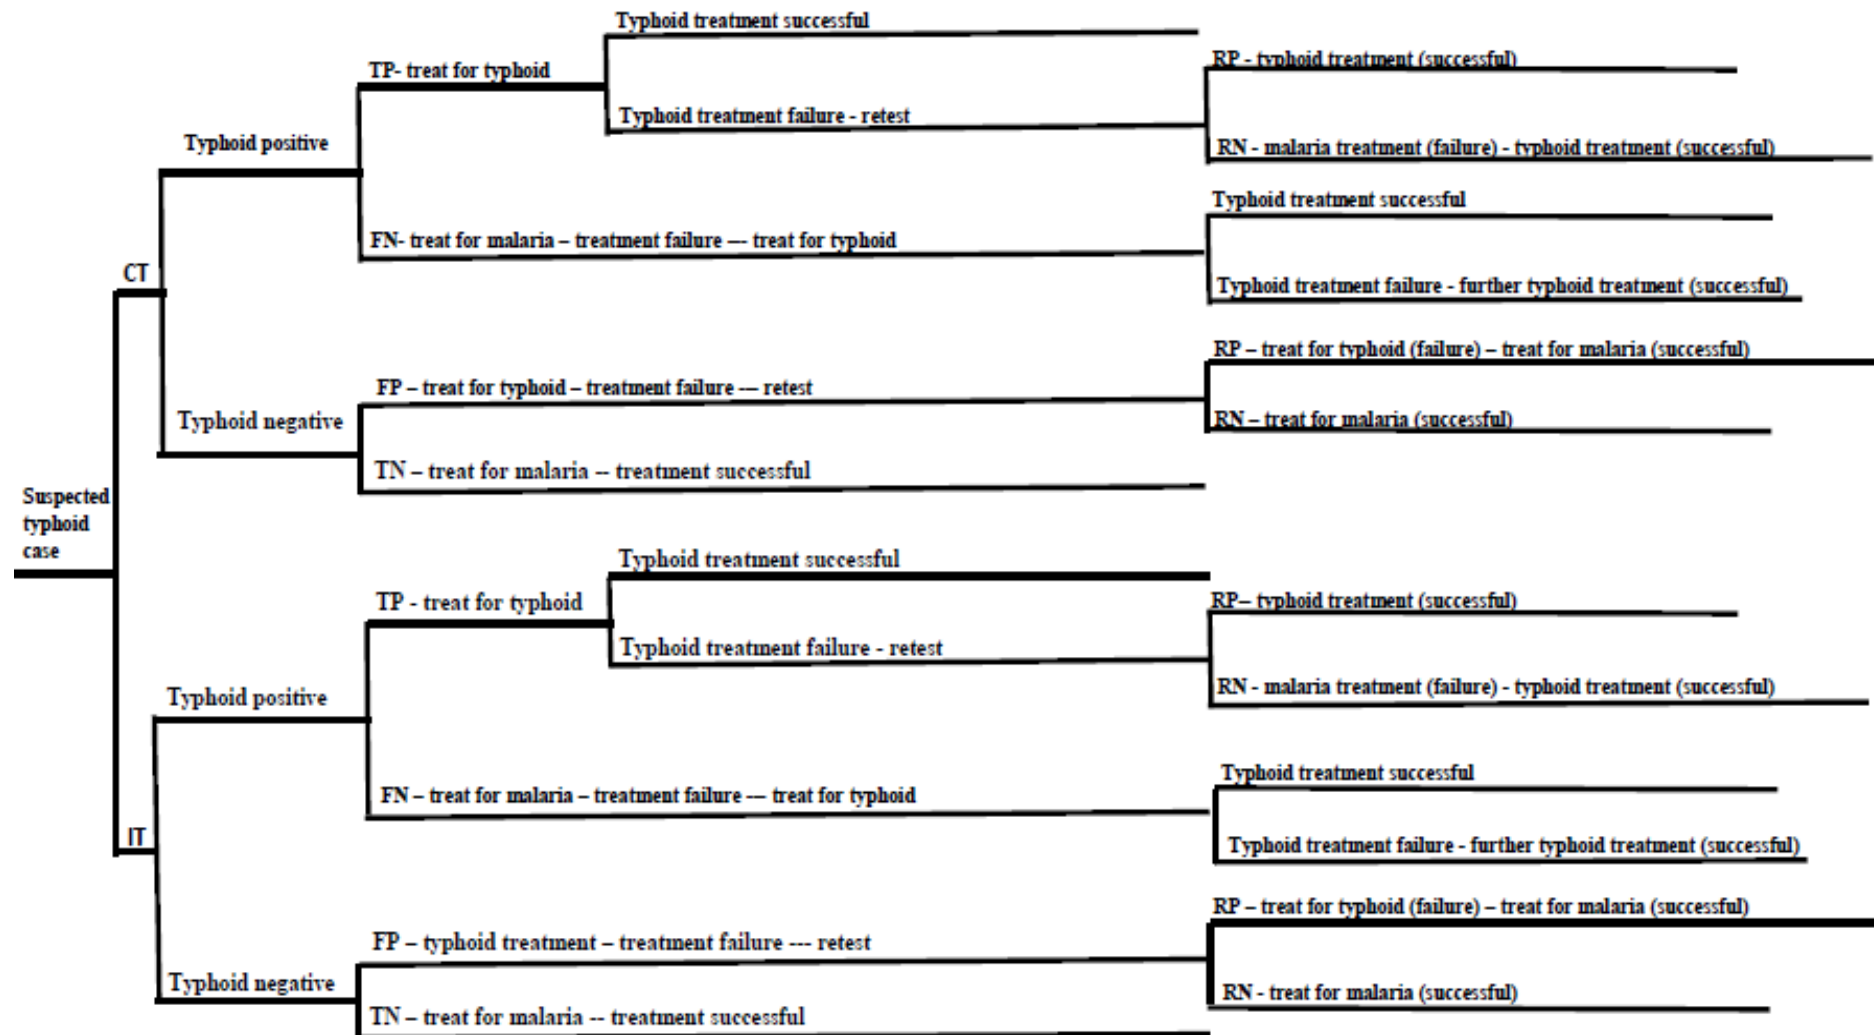 Typhoid treatment successful
TP- treat for typhoid
RP - typhoid treatment (successful)
Typhoid treatment failure - retest
Typhoid positive
RN - malaria treatment (failure) - typhoid treatment (successful)
Typhoid treatment successful
FN- treat for malaria – treatment failure –- treat for typhoid
CT
Typhoid treatment failure - further typhoid treatment (successful)
RP – treat for typhoid (failure) – treat for malaria (successful)
FP – treat for typhoid – treatment failure –- retest
Typhoid negative
RN – treat for malaria (successful)
TN – treat for malaria -- treatment successful
Suspected
typhoid
case
Typhoid treatment successful
TP - treat for typhoid
RP– typhoid treatment (successful)
Typhoid treatment failure - retest
Typhoid positive
RN - malaria treatment (failure) - typhoid treatment (successful)
Typhoid treatment successful
FN – treat for malaria – treatment failure –- treat for typhoid
IT
Typhoid treatment failure - further typhoid treatment (successful)
RP – treat for typhoid (failure) – treat for malaria (successful)
FP – typhoid treatment – treatment failure --- retest
Typhoid negative
RN - treat for malaria (successful)
TN – treat for malaria -- treatment successful